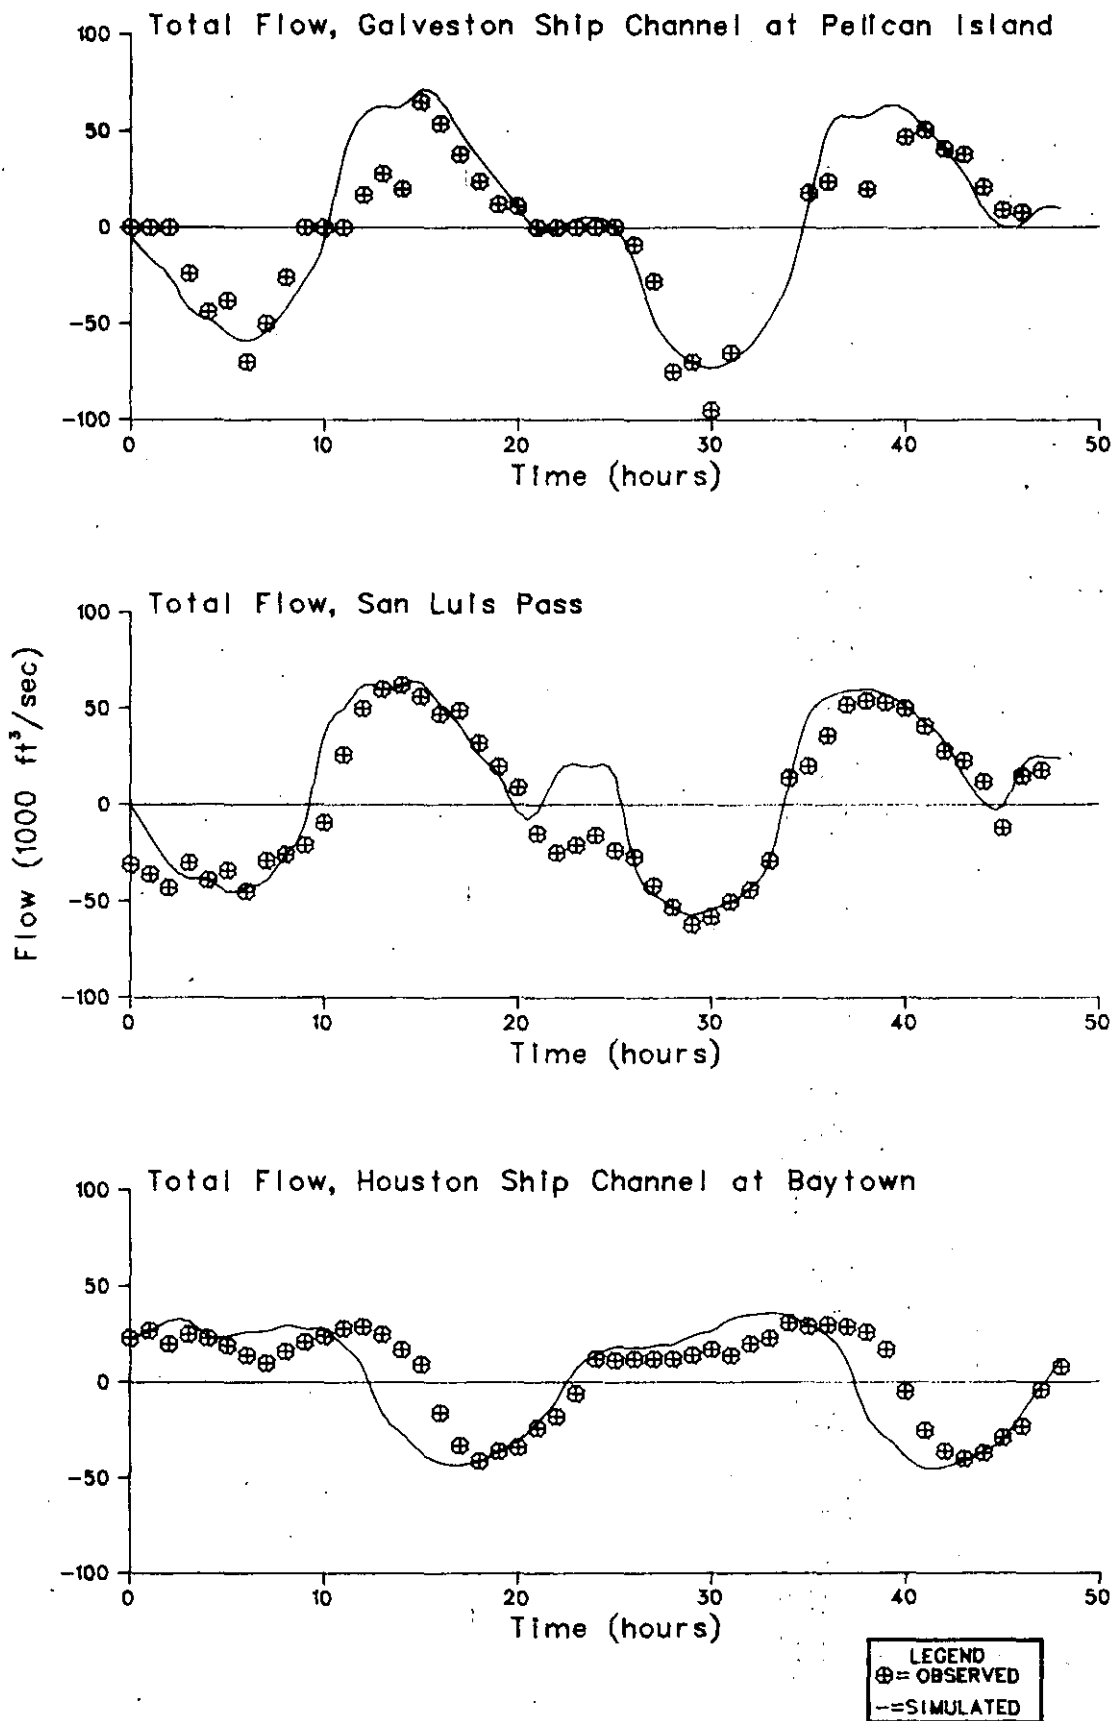 Total Flow, Galveston Ship Channel at Pelican Island
100
50
0
-50
-100
0 10 20 30 40 50
Time (hours)
Total Flow, San Luis Pass
100
50
0
-50
-100
0 10 20 30 40 50
Time (hours)
Flow (1000 ft³/sec)
Total Flow, Houston Ship Channel at Baytown
100
50
0
-50
-100
0 10 20 30 40 50
Time (hours)
LEGEND
⊕= OBSERVED
-=SIMULATED